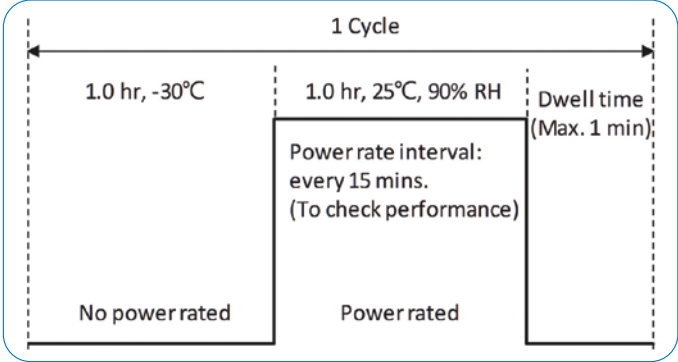 1 Cycle
1.0 hr, -30℃
1.0 hr, 25℃, 90% RH
Dwell time
(Max. 1 min)
Power rate interval:
every 15 mins.
(To check performance)
No power rated
Power rated